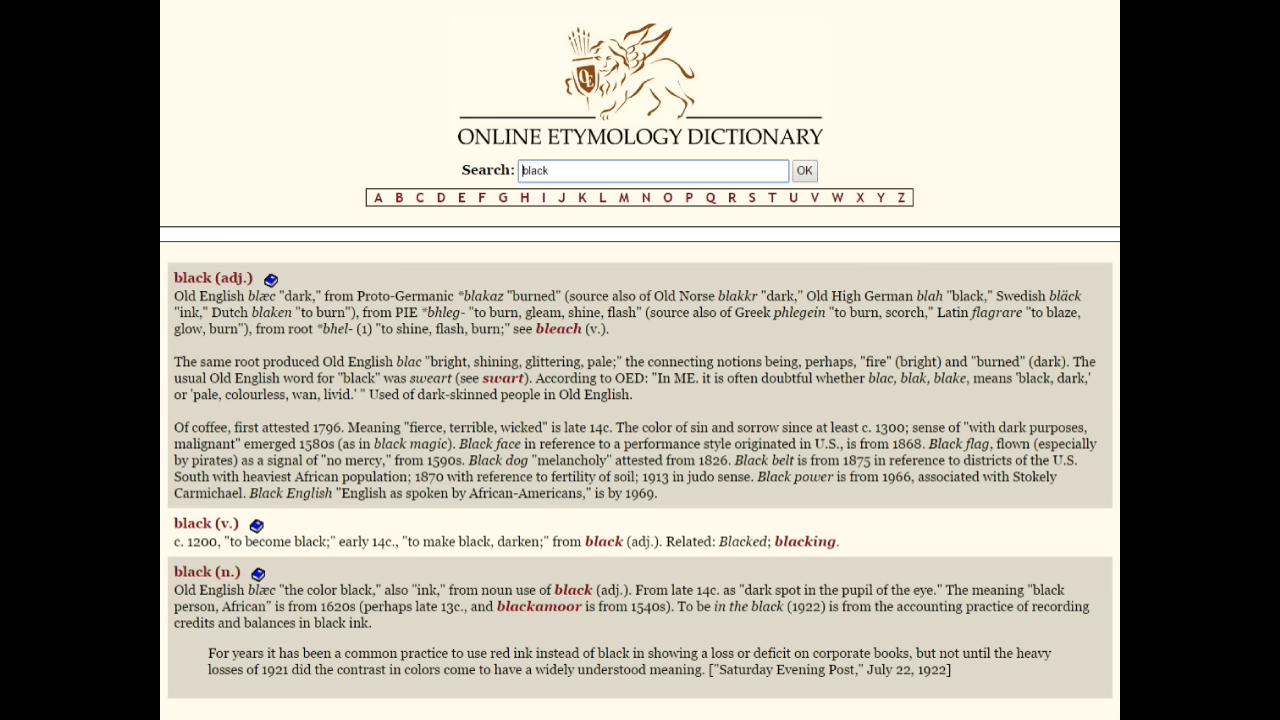 OE
ONLINE ETYMOLOGY DICTIONARY
Search: black OK
A B C D E F G H I J K L M N O P Q R S T U V W X Y Z
black (adj.)
Old English blæc "dark," from Proto-Germanic *blakaz "burned" (source also of Old Norse blakkr "dark," Old High German blah "black," Swedish bläck
"ink," Dutch blaken "to burn"), from PIE *bhleg- "to burn, gleam, shine, flash" (source also of Greek phlegein "to burn, scorch," Latin flagrare "to blaze,
glow, burn"), from root *bhel- (1) "to shine, flash, burn;" see bleach (v.).
The same root produced Old English blac "bright, shining, glittering, pale;" the connecting notions being, perhaps, "fire" (bright) and "burned" (dark). The
usual Old English word for "black" was sweart (see swart). According to OED: "In ME. it is often doubtful whether blac, blak, blake, means 'black, dark,'
or 'pale, colourless, wan, livid.' " Used of dark-skinned people in Old English.
Of coffee, first attested 1796. Meaning "fierce, terrible, wicked" is late 14c. The color of sin and sorrow since at least c. 1300; sense of "with dark purposes,
malignant" emerged 1580s (as in black magic). Black face in reference to a performance style originated in U.S., is from 1868. Black flag, flown (especially
by pirates) as a signal of "no mercy," from 1590s. Black dog "melancholy" attested from 1826. Black belt is from 1875 in reference to districts of the U.S.
South with heaviest African population; 1870 with reference to fertility of soil; 1913 in judo sense. Black power is from 1966, associated with Stokely
Carmichael. Black English "English as spoken by African-Americans," is by 1969.
black (v.)
c. 1200, "to become black;" early 14c., "to make black, darken;" from black (adj.). Related: Blacked; blacking.
black (n.)
Old English blæc "the color black," also "ink," from noun use of black (adj.). From late 14c. as "dark spot in the pupil of the eye." The meaning "black
person, African" is from 1620s (perhaps late 13c., and blackamoor is from 1540s). To be in the black (1922) is from the accounting practice of recording
credits and balances in black ink.
For years it has been a common practice to use red ink instead of black in showing a loss or deficit on corporate books, but not until the heavy
losses of 1921 did the contrast in colors come to have a widely understood meaning. ["Saturday Evening Post," July 22, 1922]